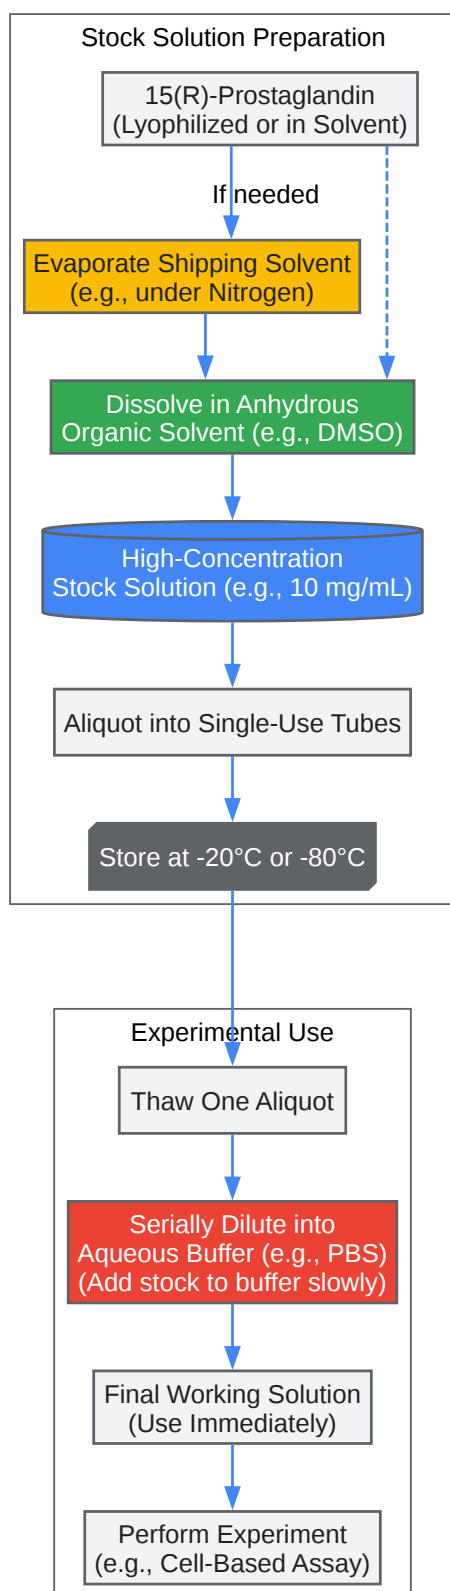 Stock Solution Preparation
15(R)-Prostaglandin
(Lyophilized or in Solvent)
If needed
Evaporate Shipping Solvent
(e.g., under Nitrogen)
Dissolve in Anhydrous
Organic Solvent (e.g., DMSO)
High-Concentration
Stock Solution (e.g., 10 mg/mL)
Aliquot into Single-Use Tubes
Store at -20°C or -80°C
Experimental Use
Thaw One Aliquot
Serially Dilute into
Aqueous Buffer (e.g., PBS)
(Add stock to buffer slowly)
Final Working Solution
(Use Immediately)
Perform Experiment
(e.g., Cell-Based Assay)